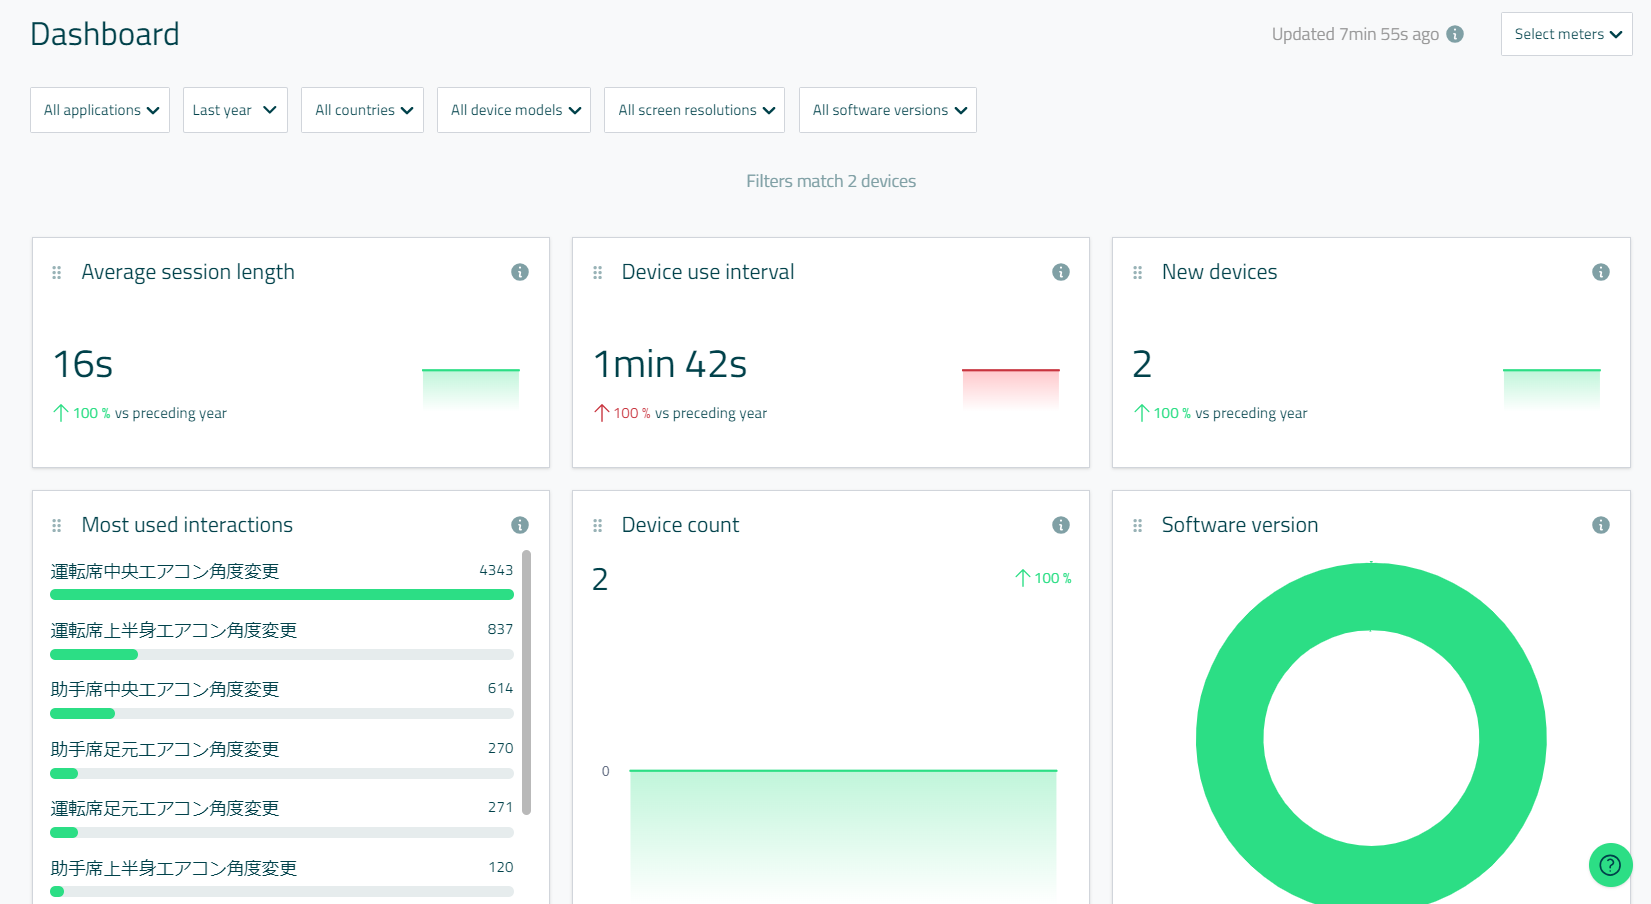 Dashboard
Updated 7min 55s ago
Select meters
All applications
Last year
All countries
All device models
All screen resolutions
All software versions
Filters match 2 devices
Average session length
16s
100 % vs preceding year
Device use interval
1min 42s
100 % vs preceding year
New devices
2
100 % vs preceding year
Most used interactions
運転席中央エアコン角度変更 4343
運転席上半身エアコン角度変更 837
助手席中央エアコン角度変更 614
助手席足元エアコン角度変更 270
運転席足元エアコン角度変更 271
助手席上半身エアコン角度変更 120
Device count
2
100 %
0
Software version